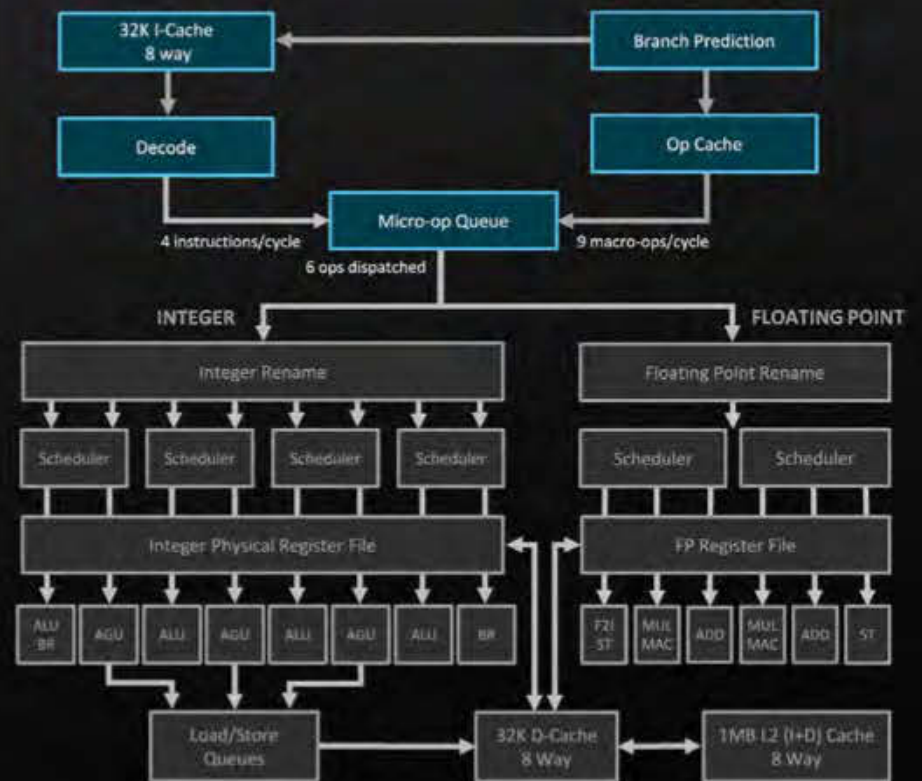 32K I-Cache
8 way
Branch Prediction
Decode
Op Cache
Micro-op Queue
4 instructions/cycle
9 macro-ops/cycle
6 ops dispatched
INTEGER
FLOATING POINT
Integer Rename
Floating Point Rename
Scheduler
Scheduler
Scheduler
Scheduler
Scheduler
Scheduler
Integer Physical Register File
FP Register File
ALU
BR
AGU
ALU
AGU
ALU
AGU
ALU
BR
F2I
ST
MUL
MAC
ADD
MUL
MAC
ADD
ST
Load/Store
Queues
32K D-Cache
8 Way
1MB L2 (I+D) Cache
8 Way